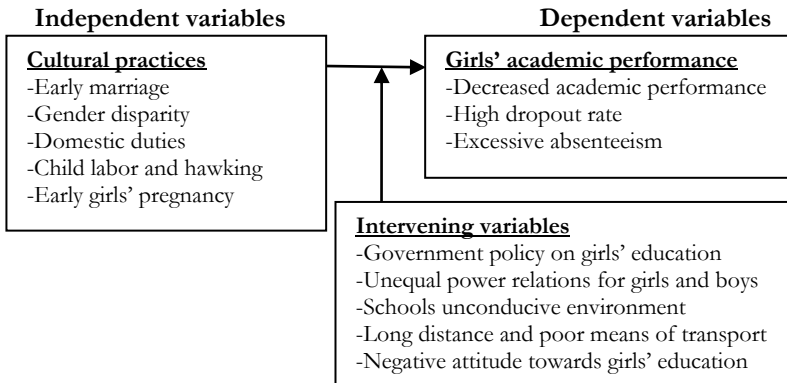 Independent variables
Dependent variables
Cultural practices
-Early marriage
-Gender disparity
-Domestic duties
-Child labor and hawking
-Early girls’ pregnancy
Girls’ academic performance
-Decreased academic performance
-High dropout rate
-Excessive absenteeism
Intervening variables
-Government policy on girls’ education
-Unequal power relations for girls and boys
-Schools unconducive environment
-Long distance and poor means of transport
-Negative attitude towards girls’ education